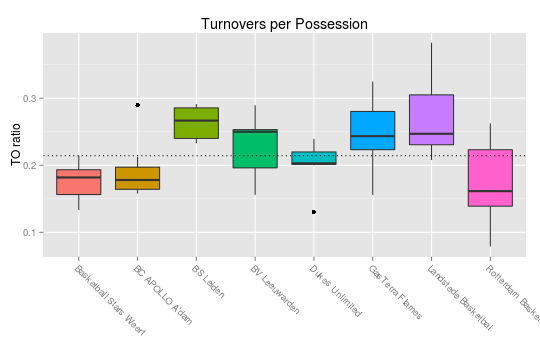 Turnovers per Possession
TO ratio
0.3
0.2
0.1
Basketball Stars Weert
BC APOLLO A'dam
BS Leiden
BV Leeuwarden
Dukes Unlimited
GasTerra Flames
Landstede Basketbal
Rotterdam